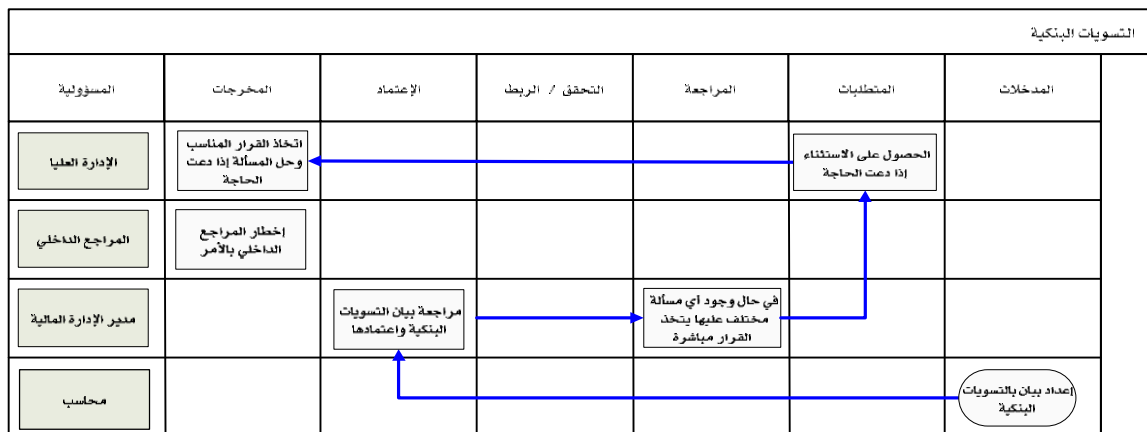 التسويات البنكية
المدخلات
المتطلبات
المراجعة
التحقق / الربط
الإعتماد
المخرجات
المسؤولية
الحصول على الاستثناء
إذا دعت الحاجة
اتخاذ القرار المناسب
وحل المسألة إذا دعت
الحاجة
الإدارة العليا
إخطار المراجع
الداخلي بالأمر
المراجع الداخلي
في حال وجود أي مسألة
مختلف عليها يتخذ
القرار مباشرة
مراجعة بيان التسويات
البنكية واعتمادها
مدير الإدارة المالية
إعداد بيان بالتسويات
البنكية
محاسب